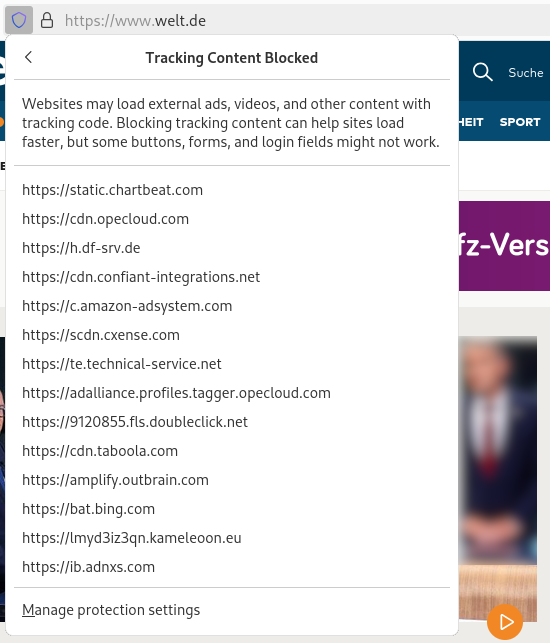 https://www.welt.de
Tracking Content Blocked
Suche
Websites may load external ads, videos, and other content with
tracking code. Blocking tracking content can help sites load
faster, but some buttons, forms, and login fields might not work.
HEIT SPORT
E
https://static.chartbeat.com
https://cdn.opecloud.com
https://h.df-srv.de
fz-Vers
https://cdn.confiant-integrations.net
https://c.amazon-adsystem.com
https://scdn.cxense.com
https://te.technical-service.net
https://adalliance.profiles.tagger.opecloud.com
https://9120855.fls.doubleclick.net
https://cdn.taboola.com
https://amplify.outbrain.com
https://bat.bing.com
https://lmyd3iz3qn.kameleoon.eu
https://ib.adnxs.com
Manage protection settings